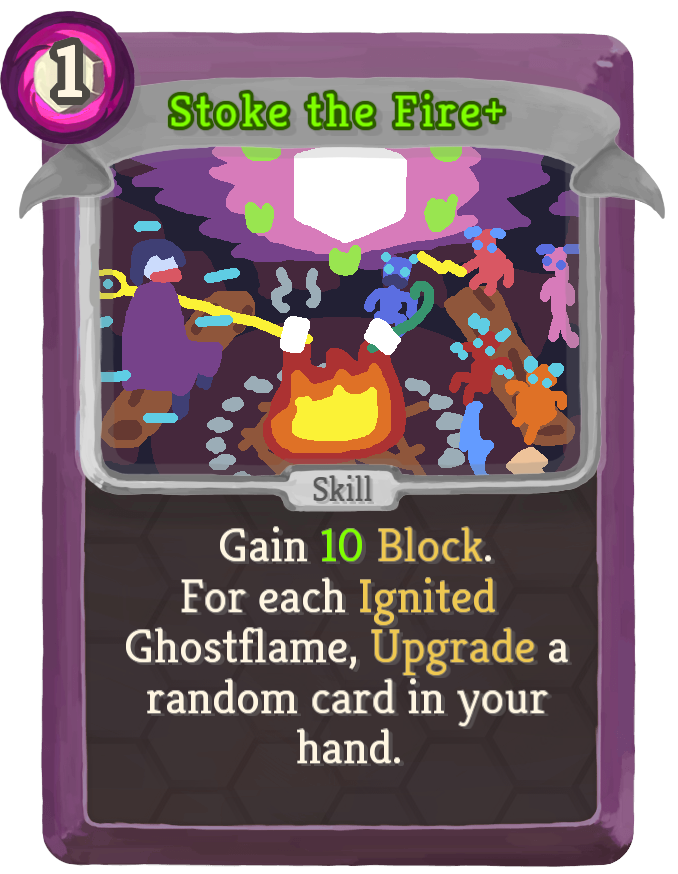 1
Stoke the Fire+
Skill
Gain 10 Block.
For each Ignited
Ghostflame, Upgrade a
random card in your
hand.